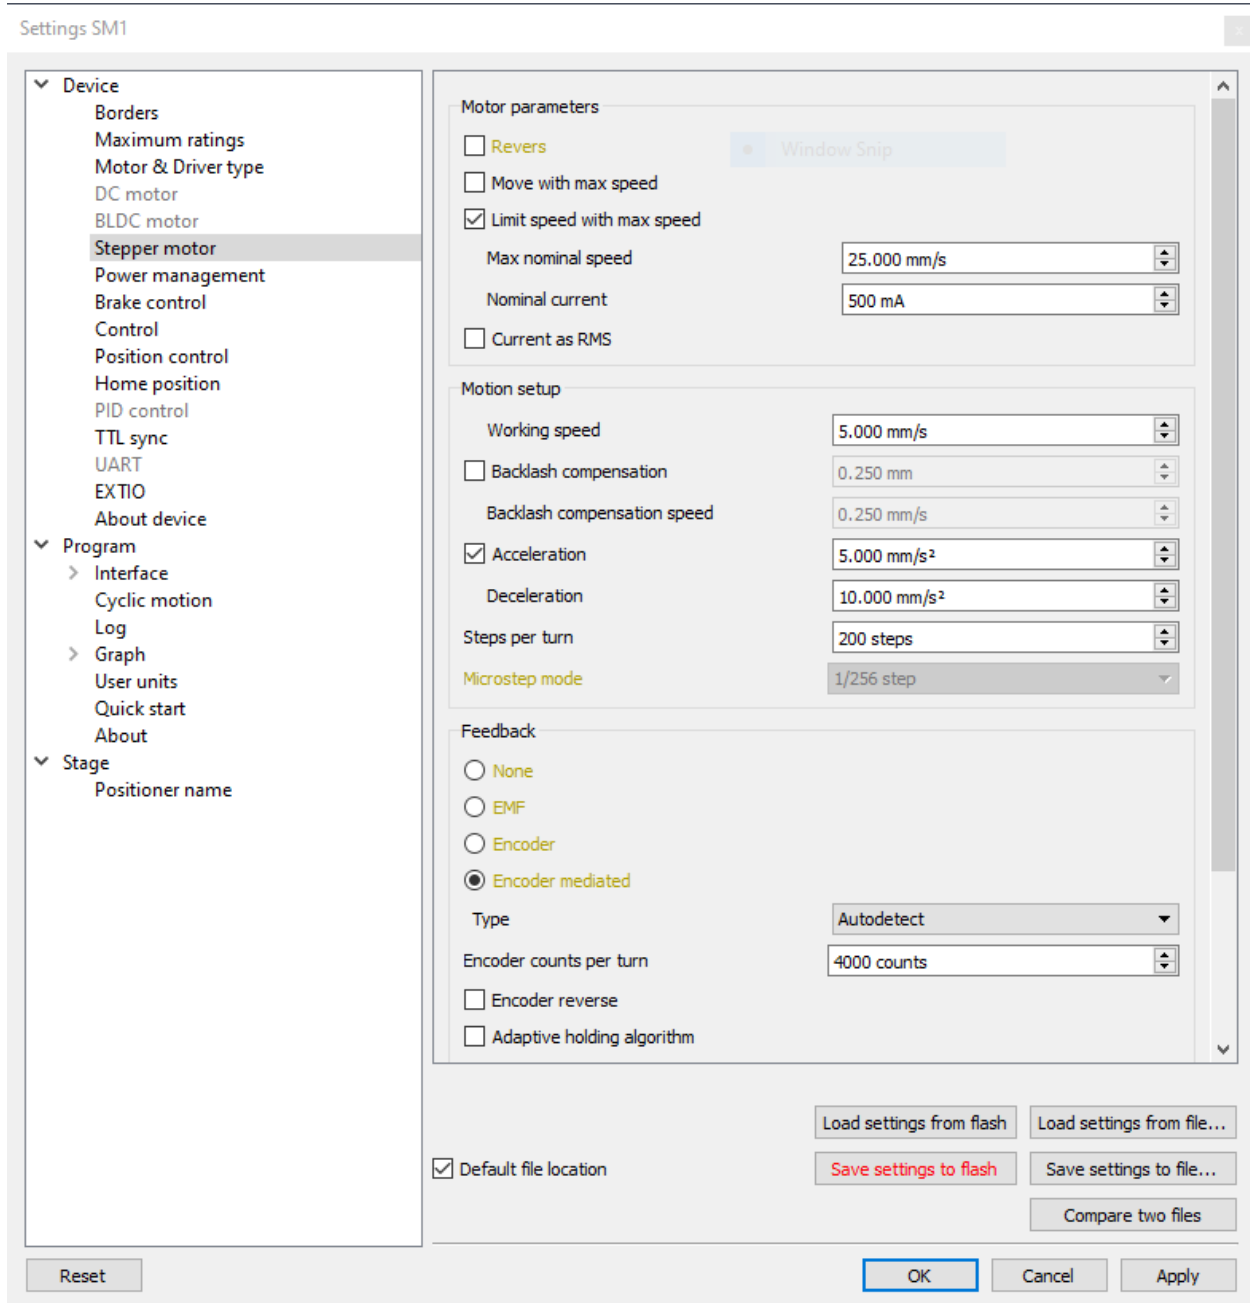 Settings SM1
x
Device
Borders
Maximum ratings
Motor & Driver type
DC motor
BLDC motor
Stepper motor
Power management
Brake control
Control
Position control
Home position
PID control
TTL sync
UART
EXTIO
About device
Program
Interface
Cyclic motion
Log
Graph
User units
Quick start
About
Stage
Positioner name
Motor parameters
Revers
Window Snip
Move with max speed
Limit speed with max speed
Max nominal speed 25.000 mm/s
Nominal current 500 mA
Current as RMS
Motion setup
Working speed 5.000 mm/s
Backlash compensation 0.250 mm
Backlash compensation speed 0.250 mm/s
Acceleration 5.000 mm/s²
Deceleration 10.000 mm/s²
Steps per turn 200 steps
Microstep mode 1/256 step
Feedback
None
EMF
Encoder
Encoder mediated
Type Autodetect
Encoder counts per turn 4000 counts
Encoder reverse
Adaptive holding algorithm
Load settings from flash Load settings from file...
Default file location Save settings to flash Save settings to file...
Compare two files
Reset OK Cancel Apply